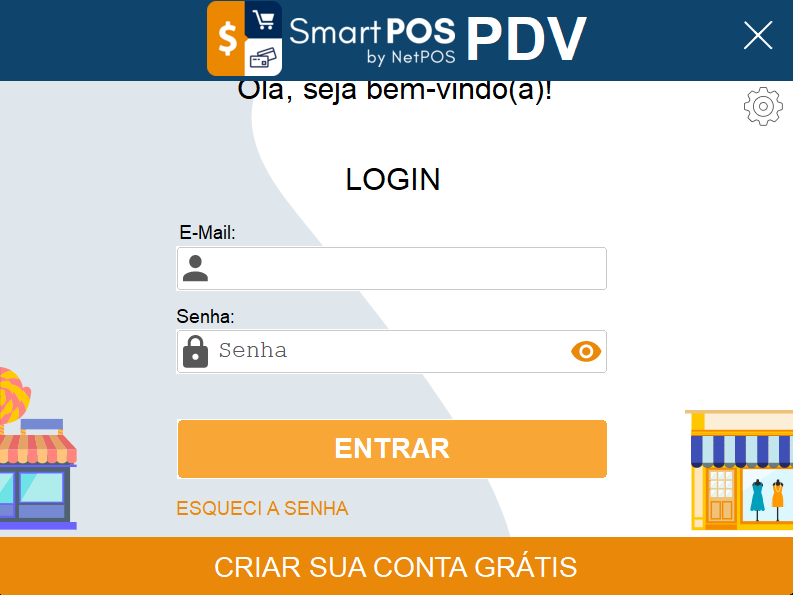 SmartPOS PDV
by NetPOS
Olá, seja bem-vindo(a)!
LOGIN
E-Mail:
Senha:
Senha
ENTRAR
ESQUECI A SENHA
CRIAR SUA CONTA GRÁTIS